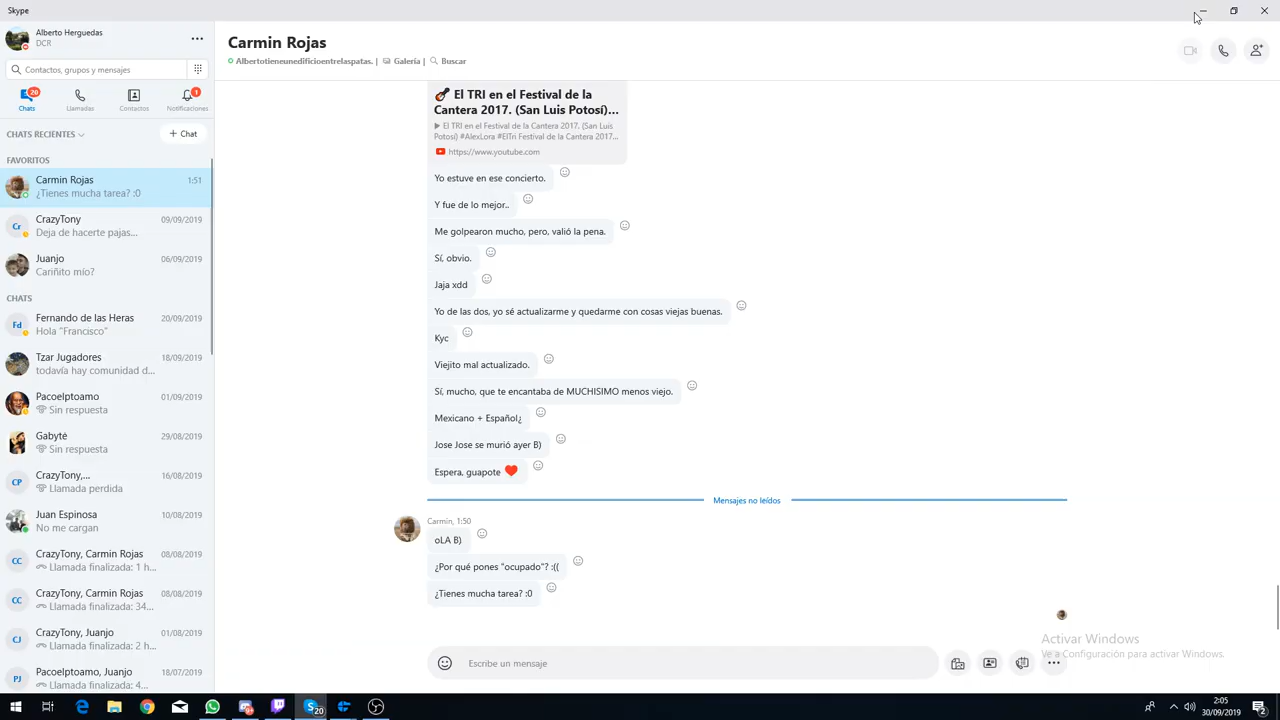 Skype
Alberto Herguedas
DCR
Contactos, grupos y mensajes
20
1
Chats
Llamadas
Contactos
Notificaciones
CHATS RECIENTES
+ Chat
FAVORITOS
Carmin Rojas
1:51
¿Tienes mucha tarea? :0
CrazyTony
09/09/2019
Deja de hacerte pajas...
Juanjo
06/09/2019
Cariñito mío?
CHATS
Fernando de las Heras
20/09/2019
Hola "Francisco"
Tzar Jugadores
18/09/2019
todavía hay comunidad d...
Pacoelptoamo
01/09/2019
Sin respuesta
Gabyté
29/08/2019
Sin respuesta
CrazyTony,...
16/08/2019
Llamada perdida
Juan Espinosa
10/08/2019
No me cargan
CrazyTony, Carmin Rojas
08/08/2019
Llamada finalizada: 1 h...
CrazyTony, Carmin Rojas
08/08/2019
Llamada finalizada: 34...
CrazyTony, Juanjo
01/08/2019
Llamada finalizada: 2 h...
Pacoelptoamo, Juanjo
18/07/2019
Llamada finalizada: 4...
Carmin Rojas
Albertotieneunedificioentrelaspatas. | Galería | Buscar
El TRI en el Festival de la
Cantera 2017. (San Luis Potosí)...
▶ El TRI en el Festival de la Cantera 2017. (San Luis
Potosí) #AlexLora #ElTri Festival de la Cantera 2017...
https://www.youtube.com
Yo estuve en ese concierto.
Y fue de lo mejor..
Me golpearon mucho, pero, valió la pena.
Sí, obvio.
Jaja xdd
Yo de las dos, yo sé actualizarme y quedarme con cosas viejas buenas.
Kyc
Viejito mal actualizado.
Sí, mucho, que te encantaba de MUCHISIMO menos viejo.
Mexicano + Español¿
Jose Jose se murió ayer B)
Espera, guapote
Mensajes no leídos
Carmin, 1:50
oLA B)
¿Por qué pones "ocupado"? :((
¿Tienes mucha tarea? :0
Escribe un mensaje
Activar Windows
Ve a Configuración para activar Windows.
20
2:05
30/09/2019
2